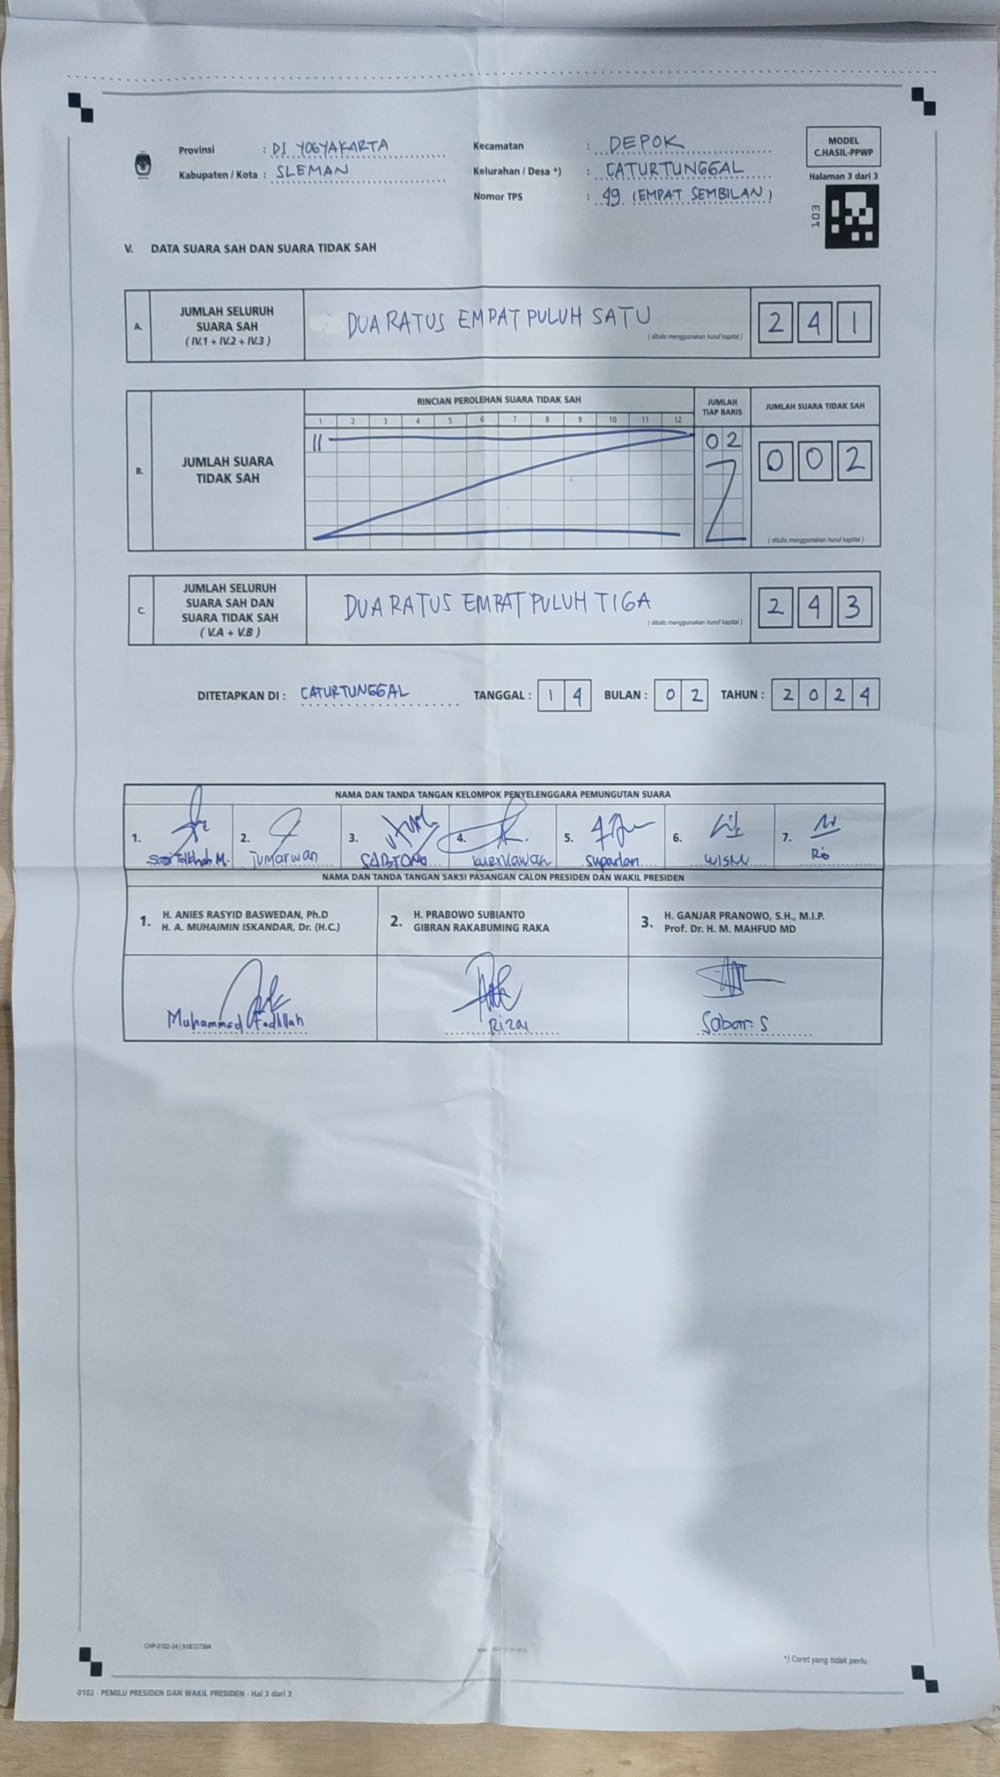 Provinsi : DI YOGYAKARTA
Kabupaten / Kota : SLEMAN
Kecamatan : DEPOK
Kelurahan / Desa *) : CATURTUNGGAL
Nomor TPS : 49 (EMPAT SEMBILAN)
MODEL
C.HASIL-PPWP
Halaman 3 dari 3
V. DATA SUARA SAH DAN SUARA TIDAK SAH
A. JUMLAH SELURUH
SUARA SAH
( IV.1 + IV.2 + IV.3 )
DUA RATUS EMPAT PULUH SATU
( ditulis menggunakan huruf kapital )
2 4 1
B. JUMLAH SUARA
TIDAK SAH
RINCIAN PEROLEHAN SUARA TIDAK SAH
1 2 3 4 5 6 7 8 9 10 11 12
JUMLAH
TIAP BARIS
02
JUMLAH SUARA TIDAK SAH
0 0 2
( ditulis menggunakan huruf kapital )
C. JUMLAH SELURUH
SUARA SAH DAN
SUARA TIDAK SAH
( V.A + V.B )
DUA RATUS EMPAT PULUH TIGA
( ditulis menggunakan huruf kapital )
2 4 3
DITETAPKAN DI : CATURTUNGGAL TANGGAL : 1 4 BULAN : 0 2 TAHUN : 2 0 2 4
NAMA DAN TANDA TANGAN KELOMPOK PENYELENGGARA PEMUNGUTAN SUARA
1. 2. Jumarwan 3. SARTONO 4. kurniawan 5. Supardan 6. WISNU 7. Rio
NAMA DAN TANDA TANGAN SAKSI PASANGAN CALON PRESIDEN DAN WAKIL PRESIDEN
1. H. ANIES RASYID BASWEDAN, Ph.D
H. A. MUHAIMIN ISKANDAR, Dr. (H.C.)
2. H. PRABOWO SUBIANTO
GIBRAN RAKABUMING RAKA
3. H. GANJAR PRANOWO, S.H., M.I.P.
Prof. Dr. H. M. MAHFUD MD
Muhammad Fadillah
Rizal
Sabar. S
*) Coret yang tidak perlu
0102 - PEMILU PRESIDEN DAN WAKIL PRESIDEN - Hal 3 dari 3